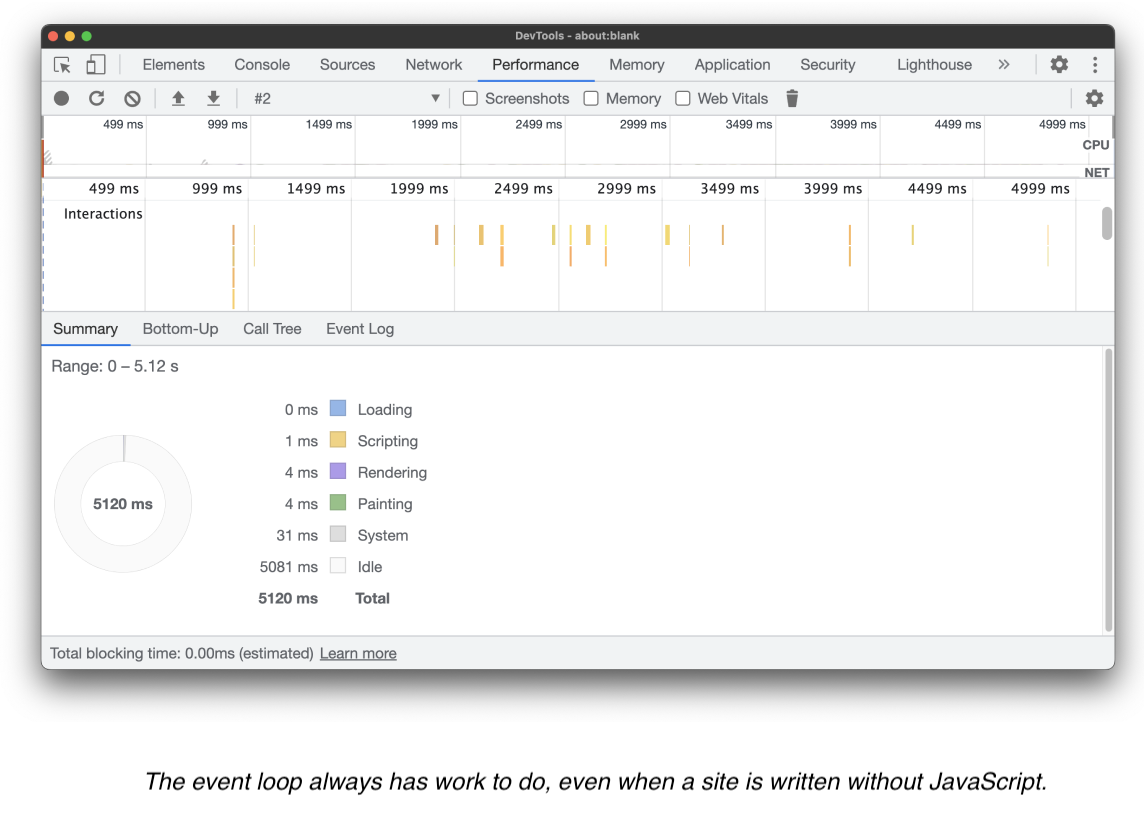 DevTools - about:blank
Elements Console Sources Network Performance Memory Application Security Lighthouse »
#2 ▼ Screenshots Memory Web Vitals
499 ms 999 ms 1499 ms 1999 ms 2499 ms 2999 ms 3499 ms 3999 ms 4499 ms 4999 ms
CPU
NET
499 ms 999 ms 1499 ms 1999 ms 2499 ms 2999 ms 3499 ms 3999 ms 4499 ms 4999 ms
Interactions
Summary Bottom-Up Call Tree Event Log
Range: 0 – 5.12 s
0 ms Loading
1 ms Scripting
4 ms Rendering
5120 ms 4 ms Painting
31 ms System
5081 ms Idle
5120 ms Total
Total blocking time: 0.00ms (estimated) Learn more
The event loop always has work to do, even when a site is written without JavaScript.